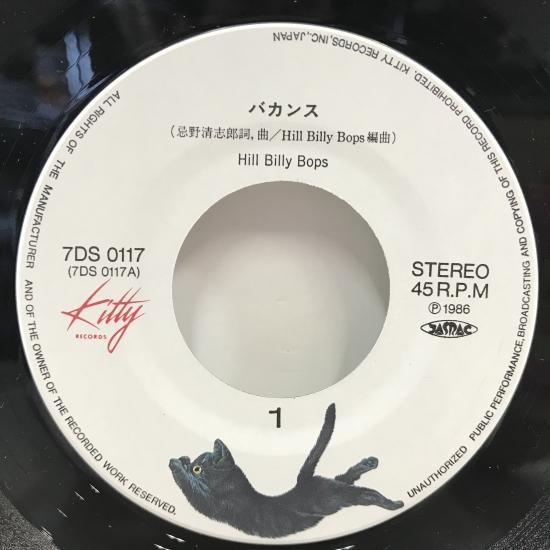 バカンス
(忌野清志郎詞,曲/Hill Billy Bops編曲)
Hill Billy Bops
7DS 0117
(7DS 0117A)
Kitty
RECORDS
STEREO
45 R.P.M
Ⓟ1986
JASRAC
1
ALL RIGHTS OF THE MANUFACTURER AND OF THE OWNER OF THE RECORDED WORK RESERVED.
UNAUTHORIZED PUBLIC PERFORMANCE, BROADCASTING AND COPYING OF THIS RECORD PROHIBITED. KITTY RECORDS, INC., JAPAN